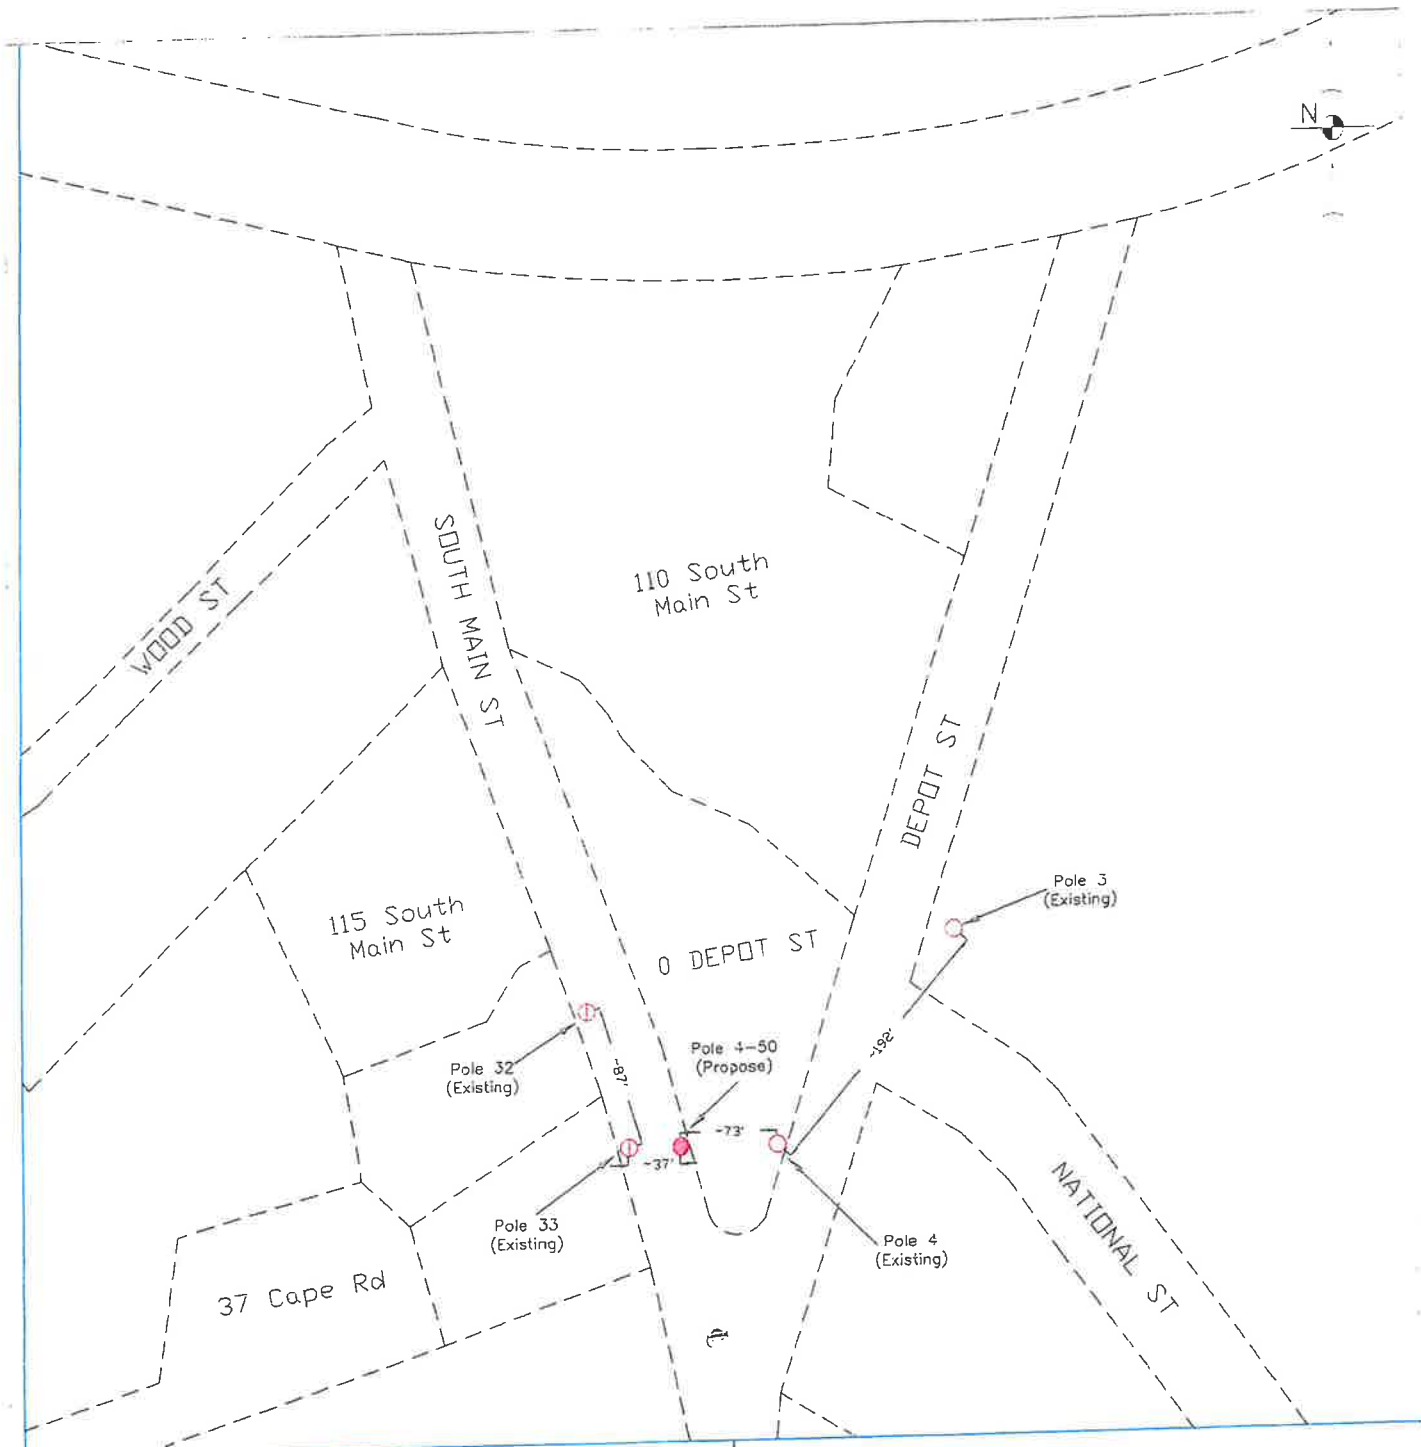 N
WOOD ST
SOUTH MAIN ST
110 South
Main St
DEPOT ST
Pole 3
(Existing)
115 South
Main St
0 DEPOT ST
~192'
Pole 4-50
(Propose)
Pole 32
(Existing)
~87'
~73'
~37'
Pole 33
(Existing)
Pole 4
(Existing)
NATIONAL ST
37 Cape Rd